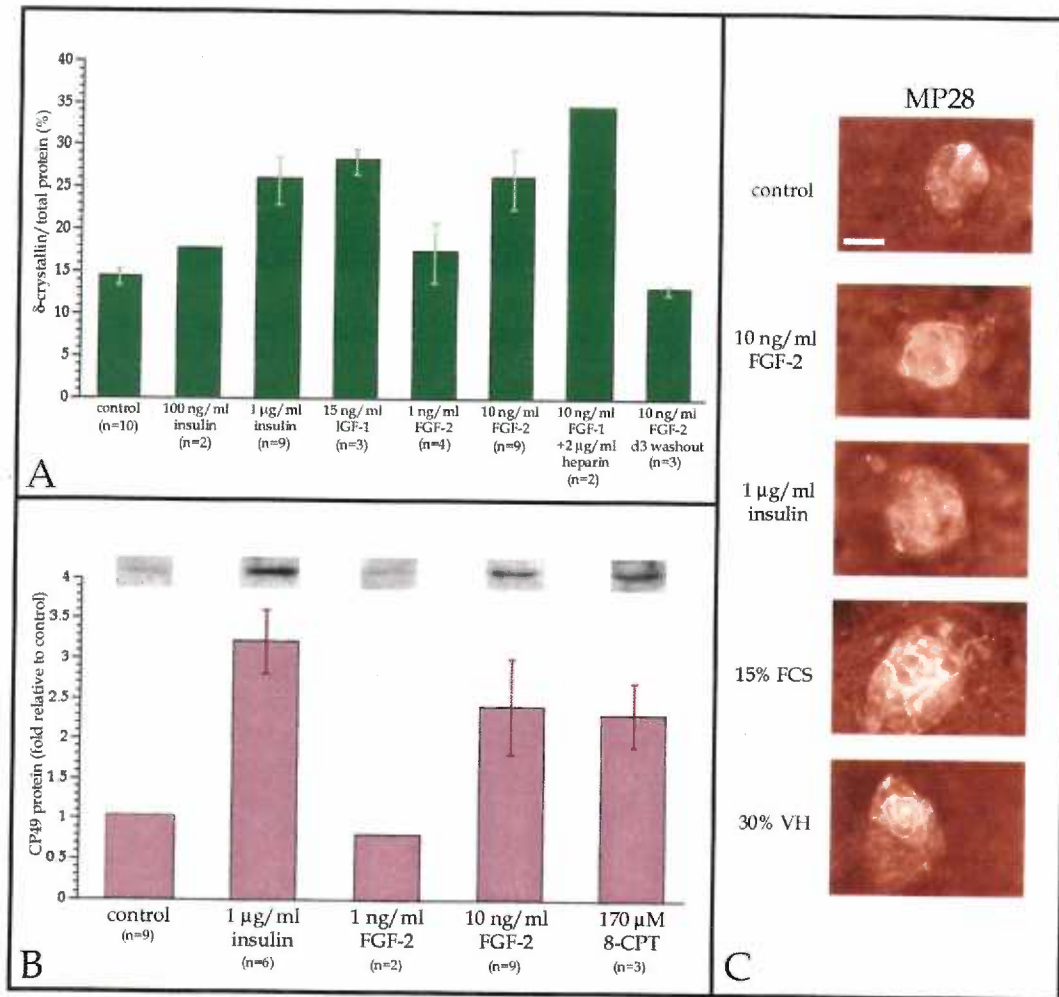 40
35
30
25
20
15
10
5
0
δ-crystallin/total protein (%)
control
(n=10)
100 ng/ml
insulin
(n=2)
1 μg/ml
insulin
(n=9)
15 ng/ml
IGF-1
(n=3)
1 ng/ml
FGF-2
(n=4)
10 ng/ml
FGF-2
(n=9)
10 ng/ml
FGF-1
+2 μg/ml
heparin
(n=2)
10 ng/ml
FGF-2
d3 washout
(n=3)
A
4
3.5
3
2.5
2
1.5
1
0.5
0
CP49 protein (fold relative to control)
control
(n=9)
1 μg/ml
insulin
(n=6)
1 ng/ml
FGF-2
(n=2)
10 ng/ml
FGF-2
(n=9)
170 μM
8-CPT
(n=3)
B
MP28
control
10 ng/ml
FGF-2
1 μg/ml
insulin
15% FCS
30% VH
C